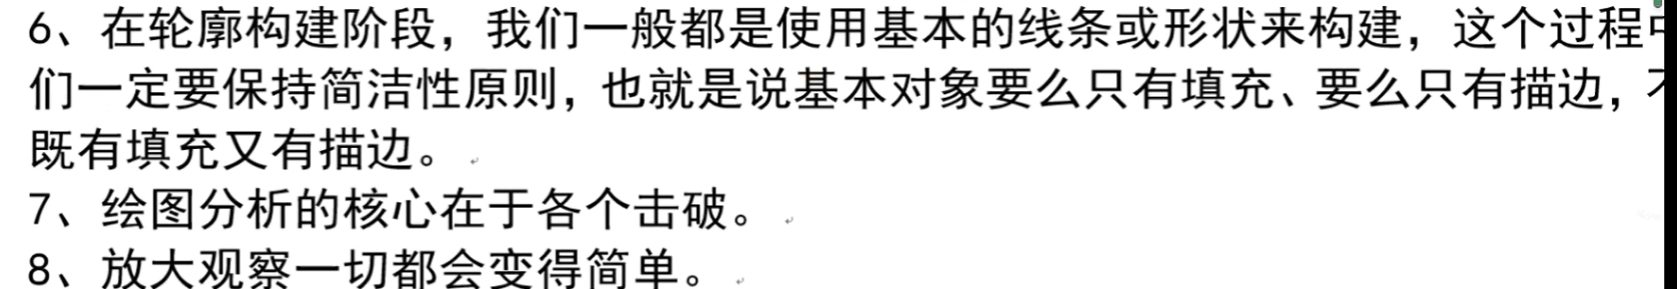 6、在轮廓构建阶段，我们一般都是使用基本的线条或形状来构建，这个过程
们一定要保持简洁性原则，也就是说基本对象要么只有填充、要么只有描边，
既有填充又有描边。
7、绘图分析的核心在于各个击破。
8、放大观察一切都会变得简单。